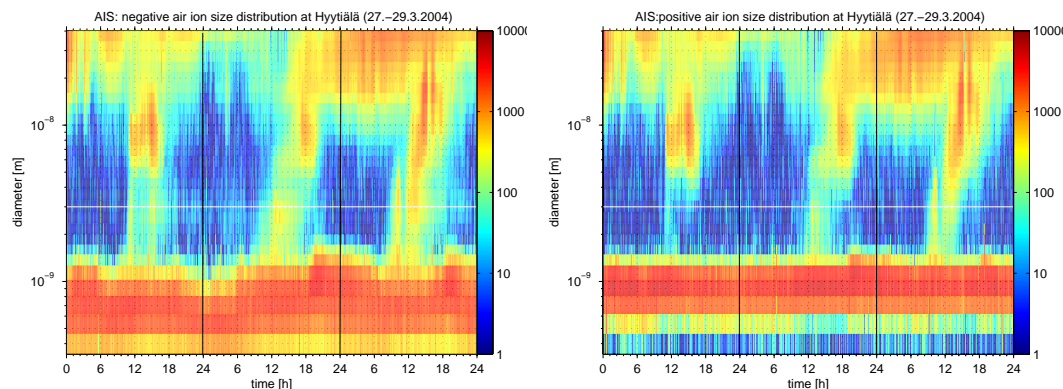 AIS: negative air ion size distribution at Hyytiälä (27.−29.3.2004)
diameter [m]
10⁻⁸
10⁻⁹
0 6 12 18 24 6 12 18 24 6 12 18 24
time [h]
10000
1000
100
10
1
AIS:positive air ion size distribution at Hyytiälä (27.−29.3.2004)
diameter [m]
10⁻⁸
10⁻⁹
0 6 12 18 24 6 12 18 24 6 12 18 24
time [h]
10000
1000
100
10
1